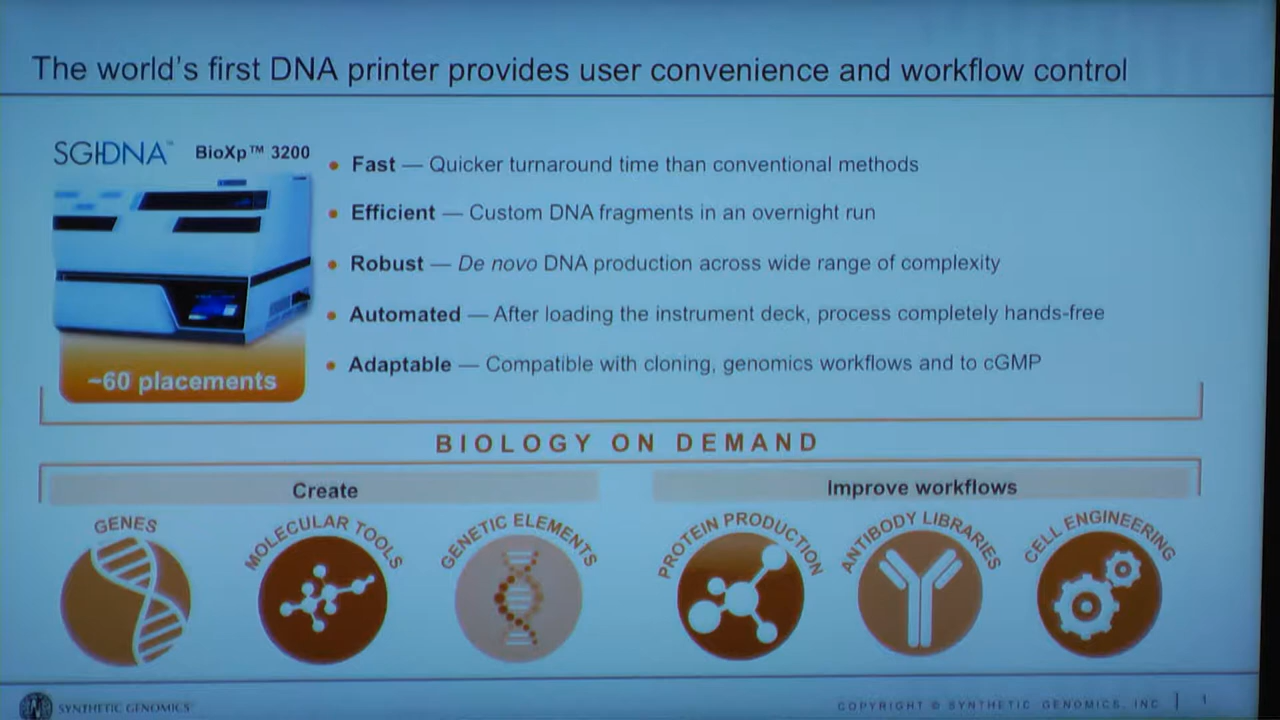 The world's first DNA printer provides user convenience and workflow control
SGI-DNA™ BioXp™ 3200
• Fast — Quicker turnaround time than conventional methods
• Efficient — Custom DNA fragments in an overnight run
• Robust — De novo DNA production across wide range of complexity
• Automated — After loading the instrument deck, process completely hands-free
• Adaptable — Compatible with cloning, genomics workflows and to cGMP
~60 placements
BIOLOGY ON DEMAND
Create
Improve workflows
GENES
MOLECULAR TOOLS
GENETIC ELEMENTS
PROTEIN PRODUCTION
ANTIBODY LIBRARIES
CELL ENGINEERING
SYNTHETIC GENOMICS
COPYRIGHT © SYNTHETIC GENOMICS, INC. | 1